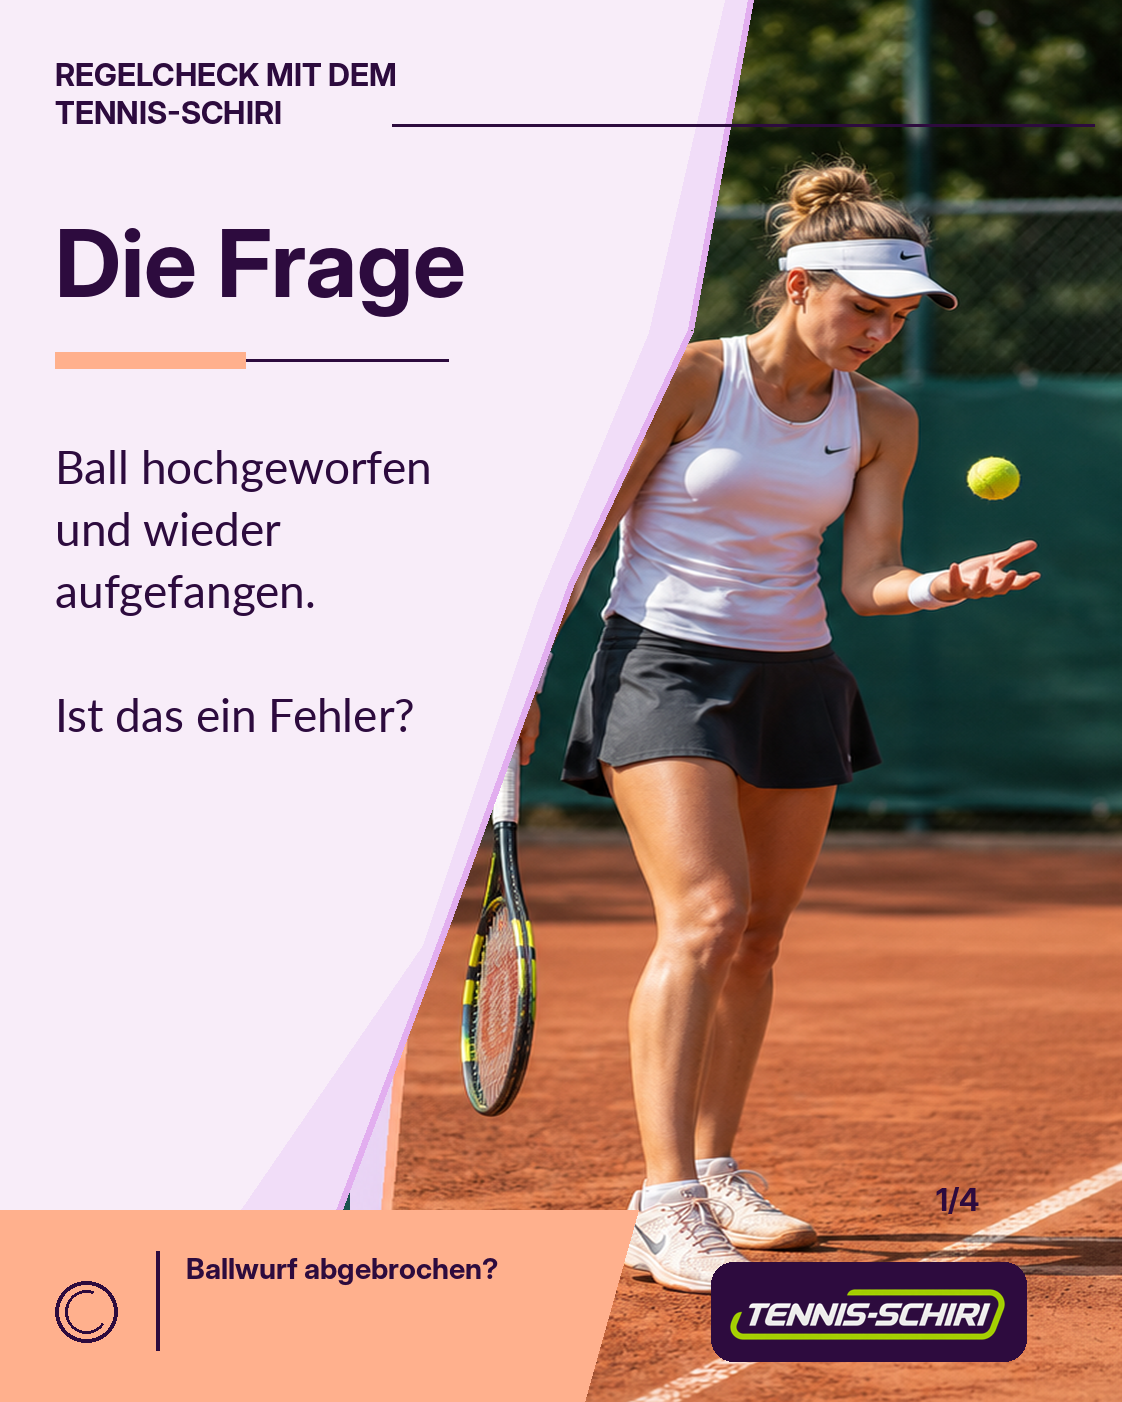 REGELCHECK MIT DEM
TENNIS-SCHIRI
Die Frage
Ball hochgeworfen
und wieder
aufgefangen.
Ist das ein Fehler?
1/4
Ballwurf abgebrochen?
TENNIS-SCHIRI